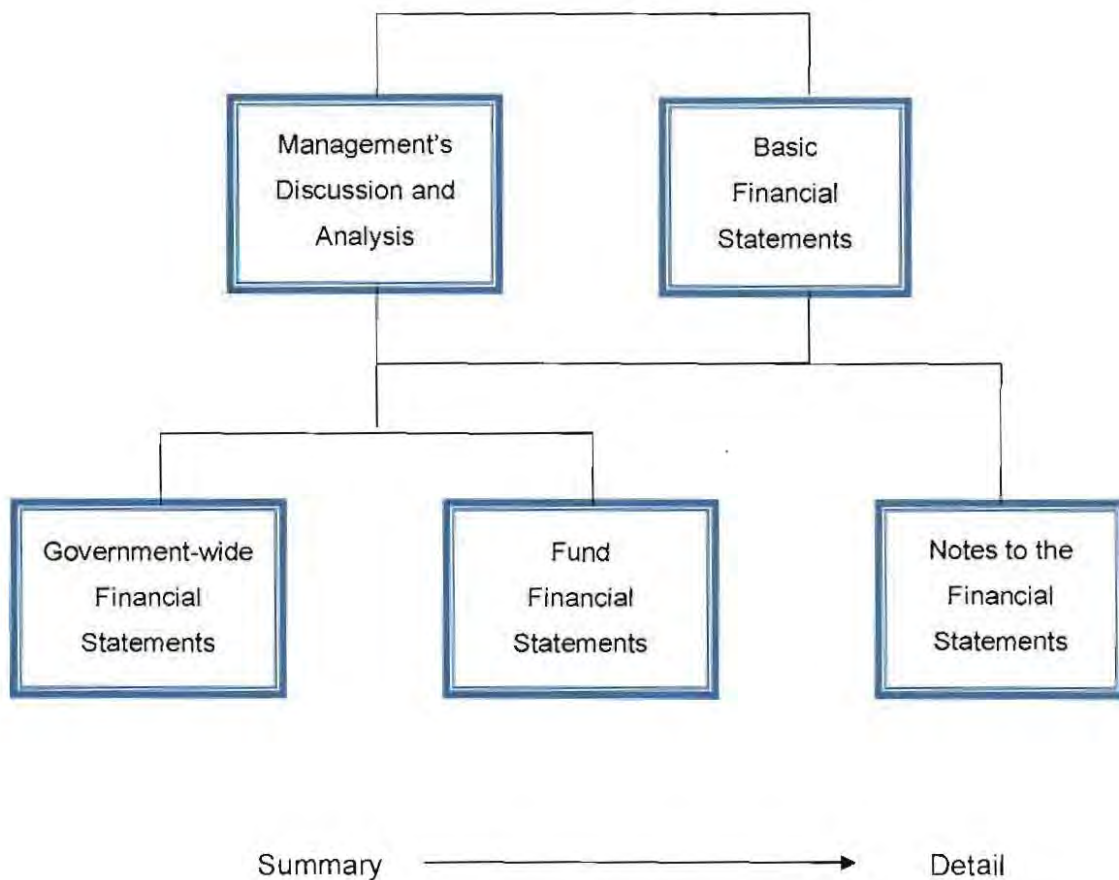 Management's
Discussion and
Analysis
Basic
Financial
Statements
Government-wide
Financial
Statements
Fund
Financial
Statements
Notes to the
Financial
Statements
Summary
Detail